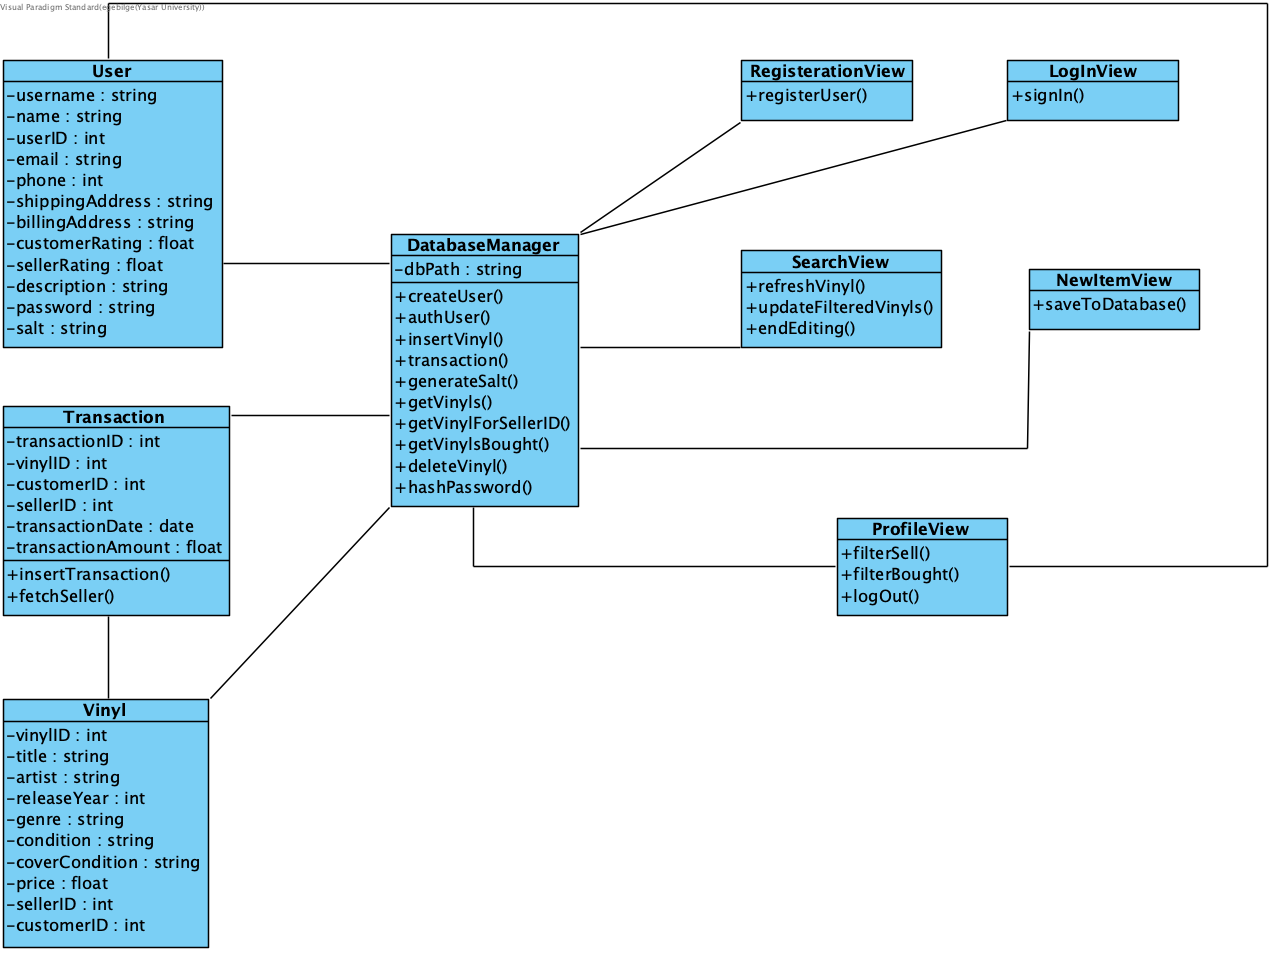 Visual Paradigm Standard(egebilge(Yasar University))
User
-username : string
-name : string
-userID : int
-email : string
-phone : int
-shippingAddress : string
-billingAddress : string
-customerRating : float
-sellerRating : float
-description : string
-password : string
-salt : string
Transaction
-transactionID : int
-vinylID : int
-customerID : int
-sellerID : int
-transactionDate : date
-transactionAmount : float
+insertTransaction()
+fetchSeller()
Vinyl
-vinylID : int
-title : string
-artist : string
-releaseYear : int
-genre : string
-condition : string
-coverCondition : string
-price : float
-sellerID : int
-customerID : int
DatabaseManager
-dbPath : string
+createUser()
+authUser()
+insertVinyl()
+transaction()
+generateSalt()
+getVinyls()
+getVinylForSellerID()
+getVinylsBought()
+deleteVinyl()
+hashPassword()
RegisterationView
+registerUser()
LogInView
+signIn()
SearchView
+refreshVinyl()
+updateFilteredVinyls()
+endEditing()
NewItemView
+saveToDatabase()
ProfileView
+filterSell()
+filterBought()
+logOut()